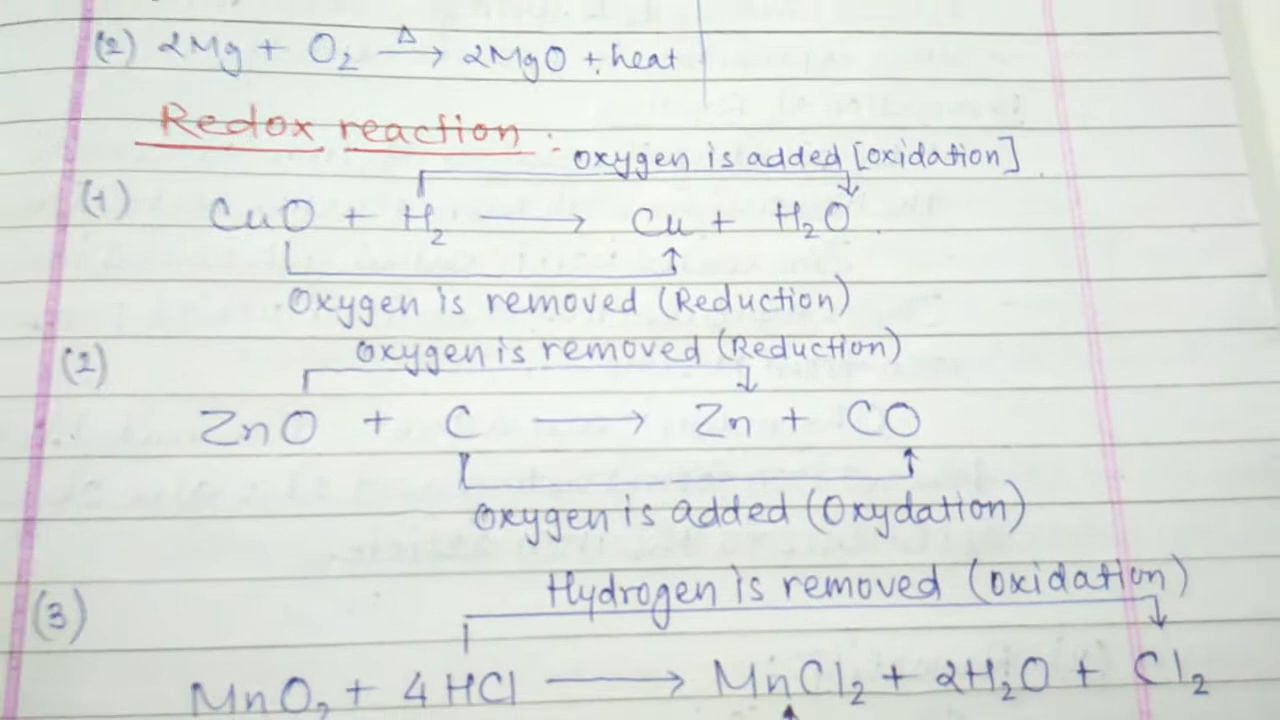 (2) 2Mg + O₂ —Δ→ 2MgO + heat
Redox reaction :
oxygen is added [oxidation]
(1) CuO + H₂ ⟶ Cu + H₂O
Oxygen is removed (Reduction)
(2) Oxygen is removed (Reduction)
ZnO + C ⟶ Zn + CO
Oxygen is added (Oxydation)
(3) Hydrogen is removed (oxidation)
MnO₂ + 4 HCl ⟶ MnCl₂ + 2H₂O + Cl₂